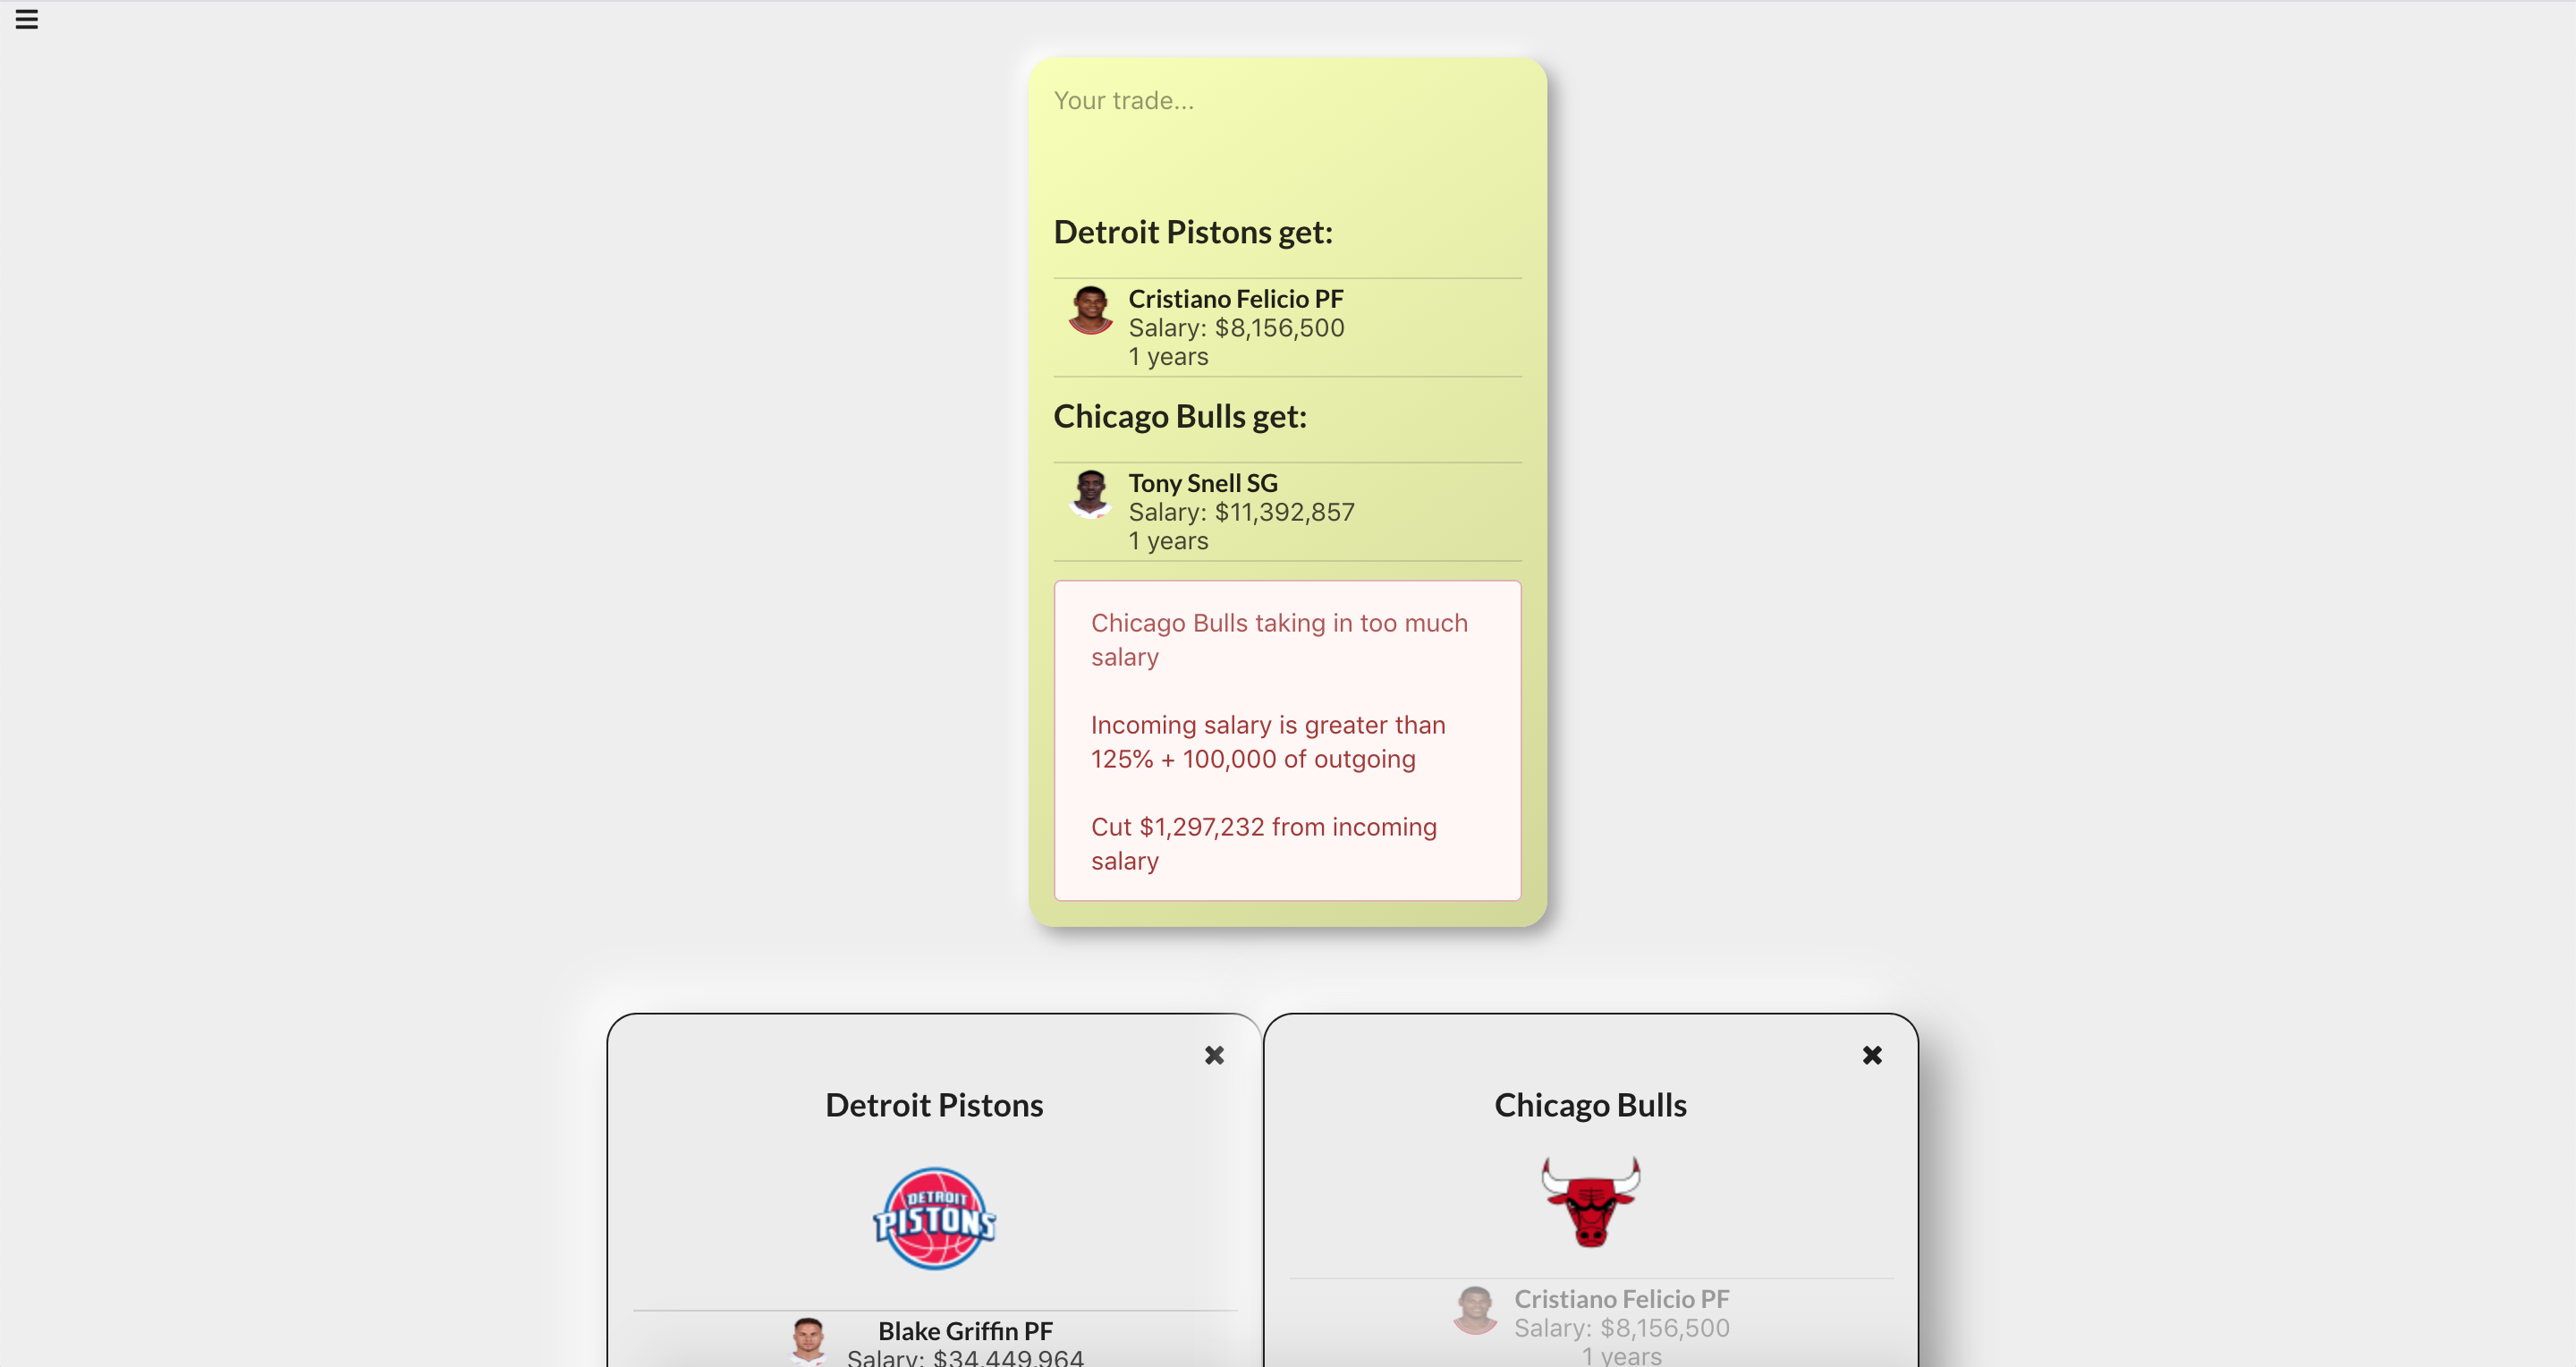 Your trade...
Detroit Pistons get:
Cristiano Felicio PF
Salary: $8,156,500
1 years
Chicago Bulls get:
Tony Snell SG
Salary: $11,392,857
1 years
Chicago Bulls taking in too much
salary
Incoming salary is greater than
125% + 100,000 of outgoing
Cut $1,297,232 from incoming
salary
Detroit Pistons
DETROIT
PISTONS
Blake Griffin PF
Salary: $34,449,964
Chicago Bulls
Cristiano Felicio PF
Salary: $8,156,500
1 years